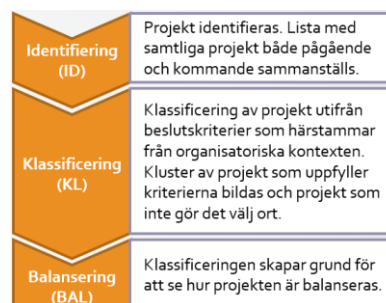 Identifiering
(ID)
Projekt identifieras. Lista med
samtliga projekt både pågående
och kommande sammanställs.
Klassificering
(KL)
Klassificering av projekt utifrån
beslutskriterier som härstammar
från organisatoriska kontexten.
Kluster av projekt som uppfyller
kriterierna bildas och projekt som
inte gör det välj ort.
Balansering
(BAL)
Klassificeringen skapar grund för
att se hur projekten är balanseras.